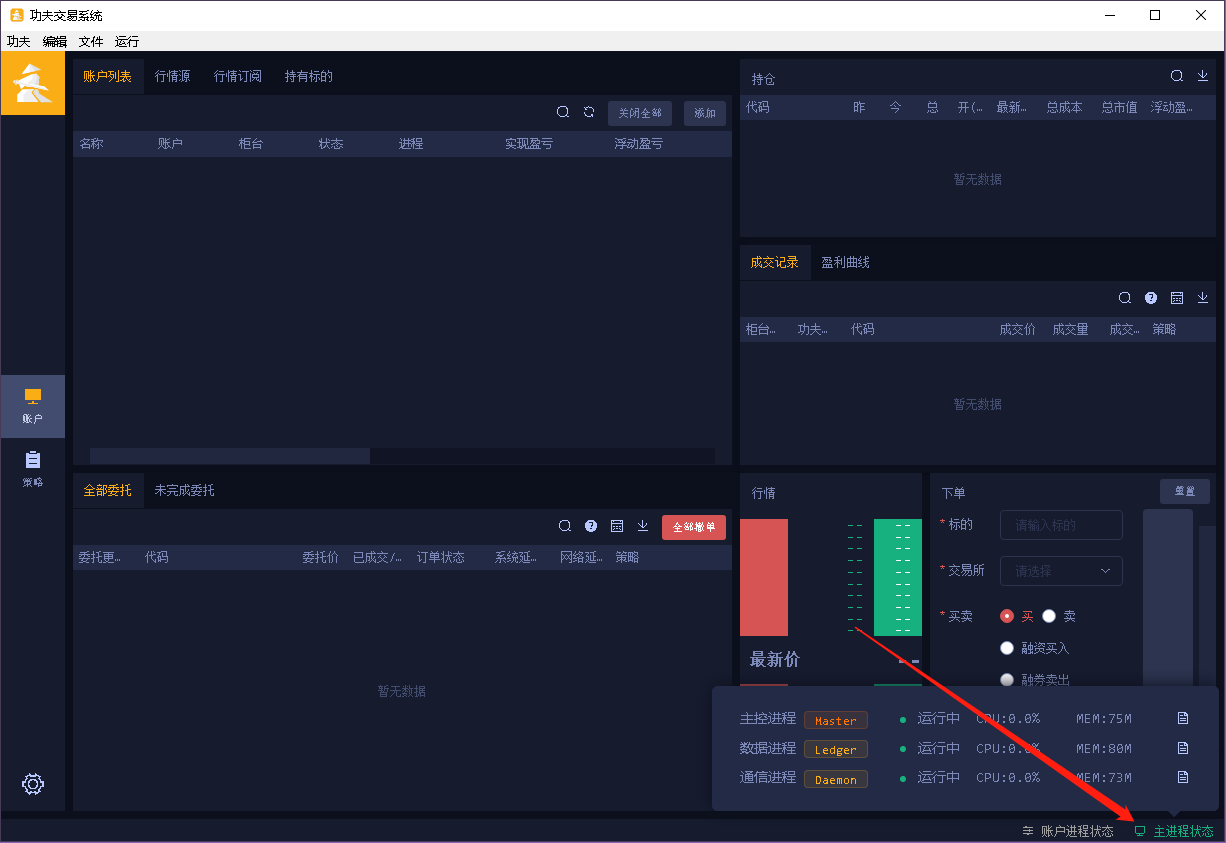 功夫交易系统
功夫 编辑 文件 运行
账户列表 行情源 行情订阅 持有标的
关闭全部 添加
名称 账户 柜台 状态 进程 实现盈亏 浮动盈亏
持仓
代码 昨 今 总 开(... 最新... 总成本 总市值 浮动盈...
暂无数据
成交记录 盈利曲线
柜台... 功夫... 代码 成交价 成交量 成交... 策略
暂无数据
账户
策略
全部委托 未完成委托
全部撤单
委托更... 代码 委托价 已成交/... 订单状态 系统延... 网络延... 策略
暂无数据
行情
-- --
-- --
-- --
-- --
-- --
-- --
-- --
-- --
-- --
-- --
最新价 --
下单 重置
* 标的 请输入标的
* 交易所 请选择
* 买卖 买 卖
融资买入
融券卖出
主控进程 Master 运行中 CPU:0.0% MEM:75M
数据进程 Ledger 运行中 CPU:0.0% MEM:80M
通信进程 Daemon 运行中 CPU:0.0% MEM:73M
账户进程状态 主进程状态